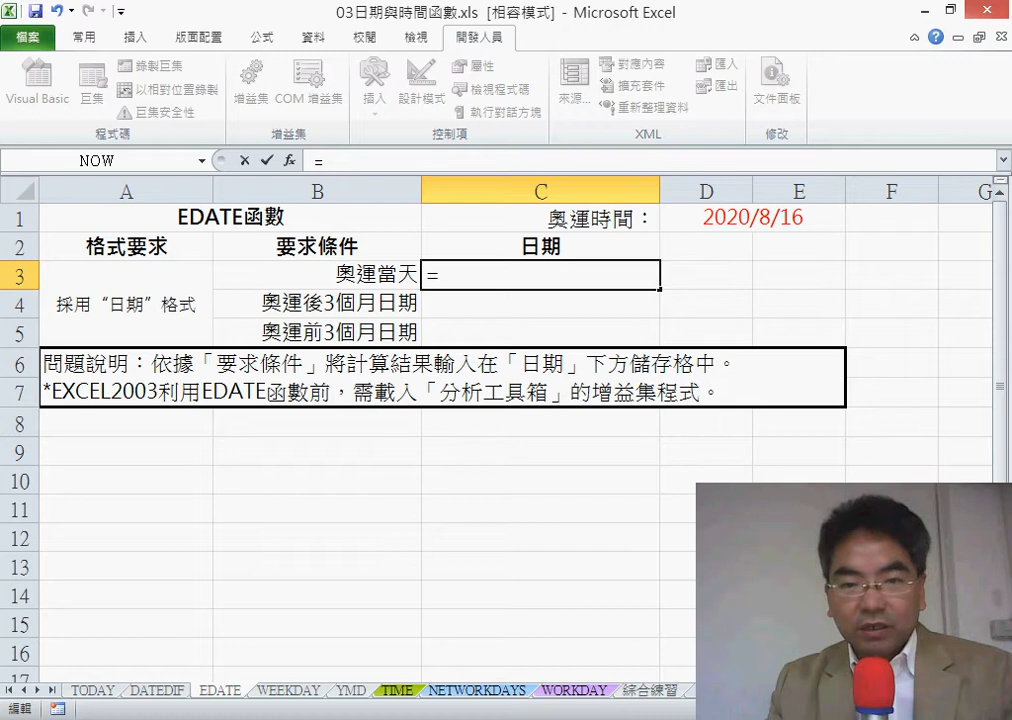 03日期與時間函數.xls [相容模式] - Microsoft Excel
檔案 常用 插入 版面配置 公式 資料 校閱 檢視 開發人員
Visual Basic 巨集 錄製巨集 以相對位置錄製 巨集安全性 增益集 COM 增益集 插入 設計模式 屬性 檢視程式碼 執行對話方塊 來源... 對應內容 擴充套件 重新整理資料 匯入 匯出 文件面板
程式碼 增益集 控制項 XML 修改
NOW fx =
A B C D E F G
1 EDATE函數 奧運時間： 2020/8/16
2 格式要求 要求條件 日期
3 奧運當天 =
4 採用“日期”格式 奧運後3個月日期
5 奧運前3個月日期
6 問題說明：依據「要求條件」將計算結果輸入在「日期」下方儲存格中。
7 *EXCEL2003利用EDATE函數前，需載入「分析工具箱」的增益集程式。
8
9
10
11
12
13
14
15
16
17
TODAY DATEDIF EDATE WEEKDAY YMD TIME NETWORKDAYS WORKDAY 綜合練習
編輯